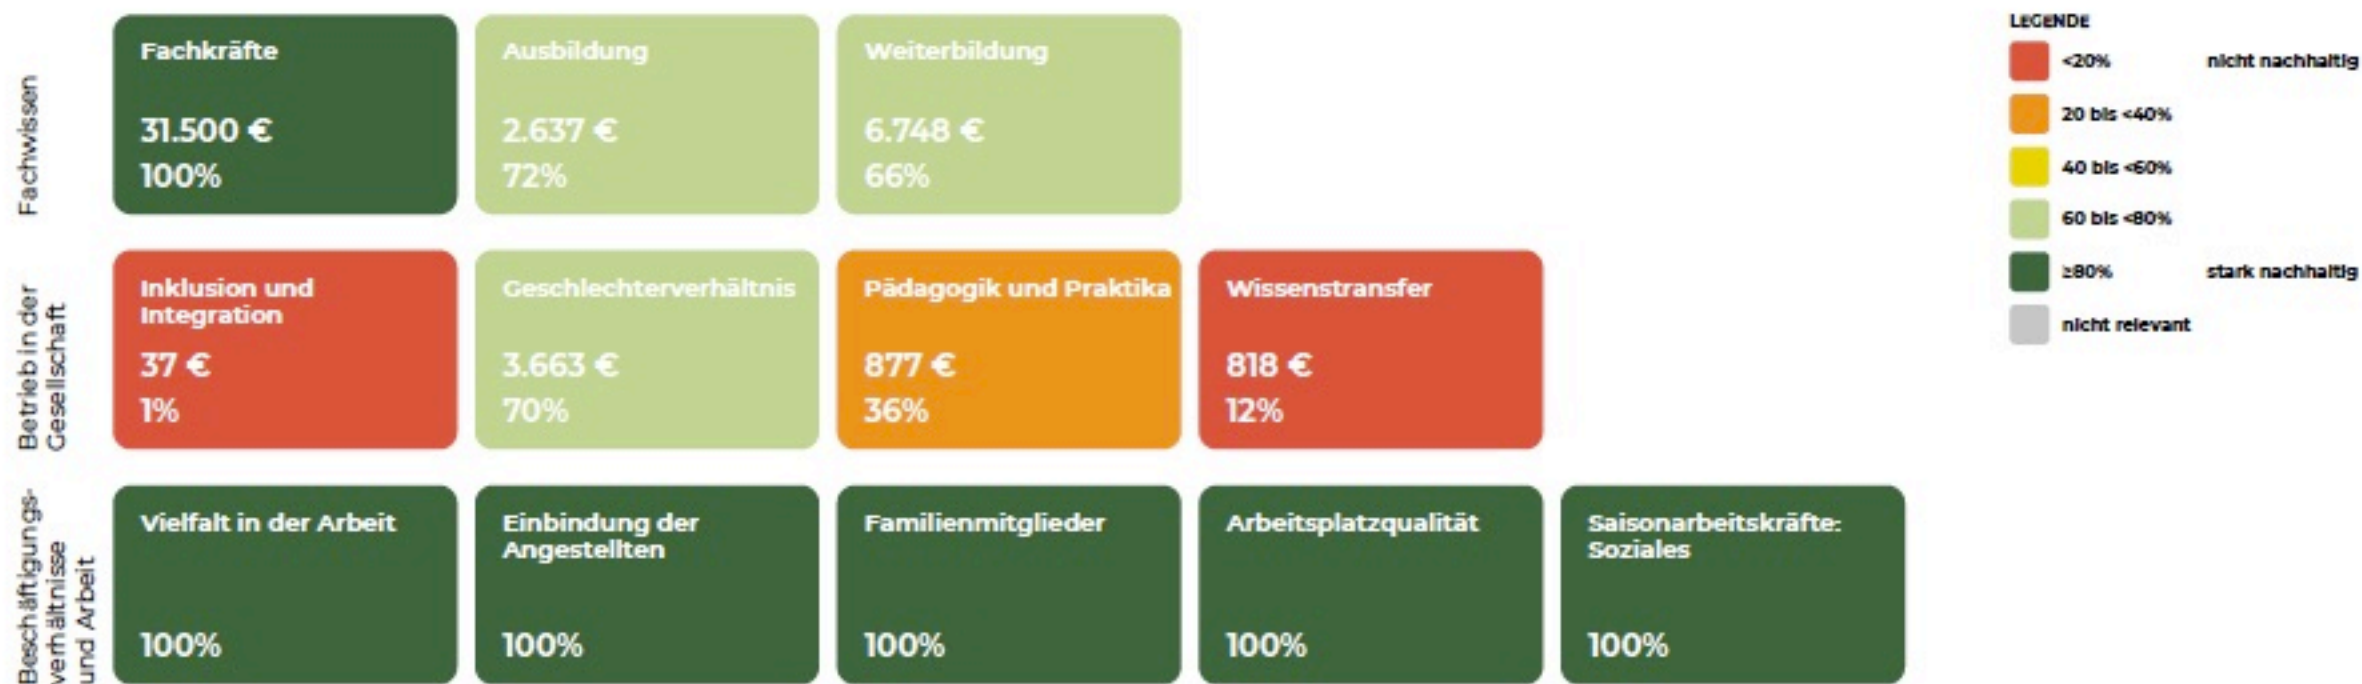 Fachwissen
Fachkräfte
31.500 €
100%
Ausbildung
2.637 €
72%
Weiterbildung
6.748 €
66%
Betrieb in der
Gesellschaft
Inklusion und
Integration
37 €
1%
Geschlechterverhältnis
3.663 €
70%
Pädagogik und Praktika
877 €
36%
Wissenstransfer
818 €
12%
Beschäftigungs-
verhältnisse
und Arbeit
Vielfalt in der Arbeit
100%
Einbindung der
Angestellten
100%
Familienmitglieder
100%
Arbeitsplatzqualität
100%
Saisonarbeitskräfte:
Soziales
100%
LEGENDE
<20% nicht nachhaltig
20 bis <40%
40 bis <60%
60 bis <80%
≥80% stark nachhaltig
nicht relevant